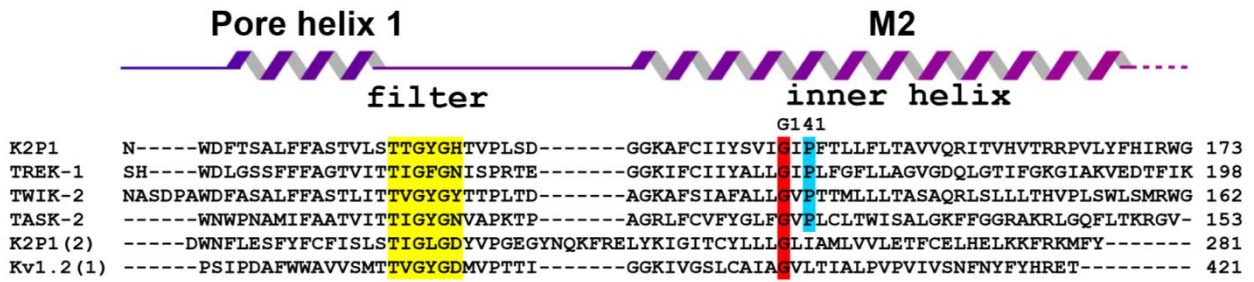 Pore helix 1 M2
filter inner helix
G141
K2P1 N-----WDFTSALFFASTVLSTTGYGHTVPLSD-------GGKAFCIIYSVIGIPFTLLFLTAVVQRITVHVTRRPVLYFHIRWG 173
TREK-1 SH----WDLGSSFFFAGTVITTIGFGNISPRTE-------GGKIFCIIYALLGIPLFGFLLAGVGDQLGTIFGKGIAKVEDTFIK 198
TWIK-2 NASDPAWDFASALFFASTLITTVGYGYTTPLTD-------AGKAFSIAFALLGVPTTMLLLTASAQRLSLLLTHVPLSWLSMRWG 162
TASK-2 ------WNWPNAMIFAATVITTIGYGNVAPKTP-------AGRLFCVFYGLFGVPLCLTWISALGKFFGGRAKRLGQFLTKRGV- 153
K2P1(2) -----DWNFLESFYFCFISLSTIGLGDYVPGEGYNQKFRELYKIGITCYLLLGLIAMLVVLETFCELHELKKFRKMFY------- 281
Kv1.2(1) ------PSIPDAFWWAVVSMTTVGYGDMVPTTI-------GGKIVGSLCAIAGVLTIALPVPVIVSNFNYFYHRET--------- 421